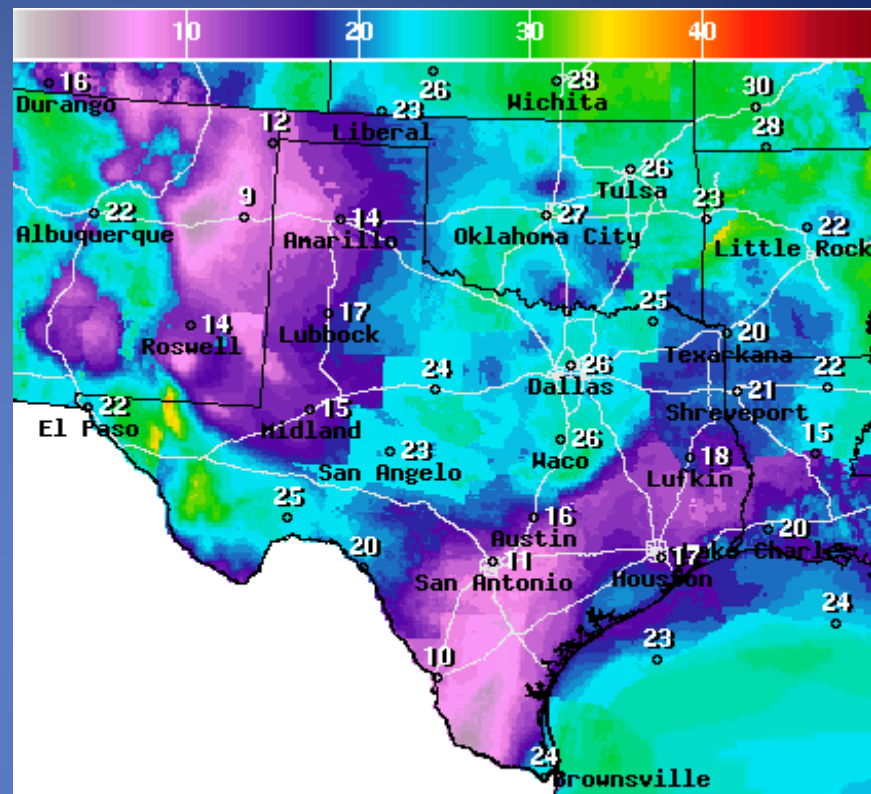 10 20 30 40
16 26 28 30
Durango Wichita
23
Liberal
12 28
26
Tulsa
22 9 14 27 23 22
Albuquerque Amarillo Oklahoma City Little Rock
14 17 25 20
Roswell Lubbock Texarkana
24 26 21 22
Dallas Shreveport
22 15
El Paso Midland
23 26 18 15
San Angelo Waco Lufkin
25 16 20
Austin Lake Charles
20 11 17
San Antonio Houston
24
23
10
24
Brownsville